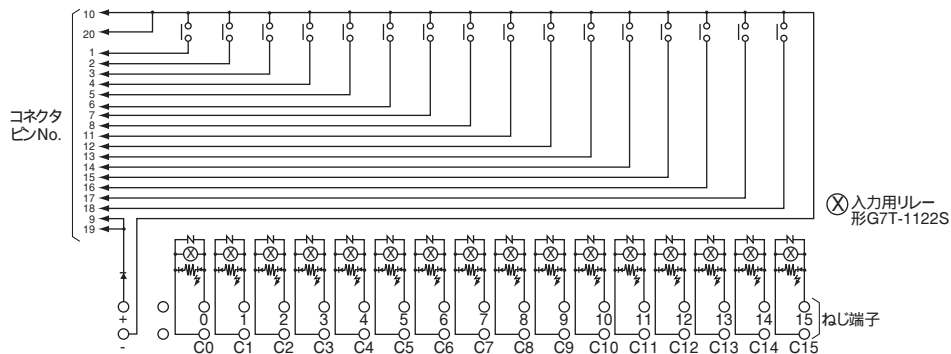 10
20
1
2
3
4
5
6
7
8
11
12
13
14
15
16
17
18
9
19
コネクタ
ピンNo.
Ⓧ 入力用リレー
形G7T-1122S
N N N N N N N N N N N N N N N N
X X X X X X X X X X X X X X X X
+ 0 1 2 3 4 5 6 7 8 9 10 11 12 13 14 15 ねじ端子
- C0 C1 C2 C3 C4 C5 C6 C7 C8 C9 C10 C11 C12 C13 C14 C15